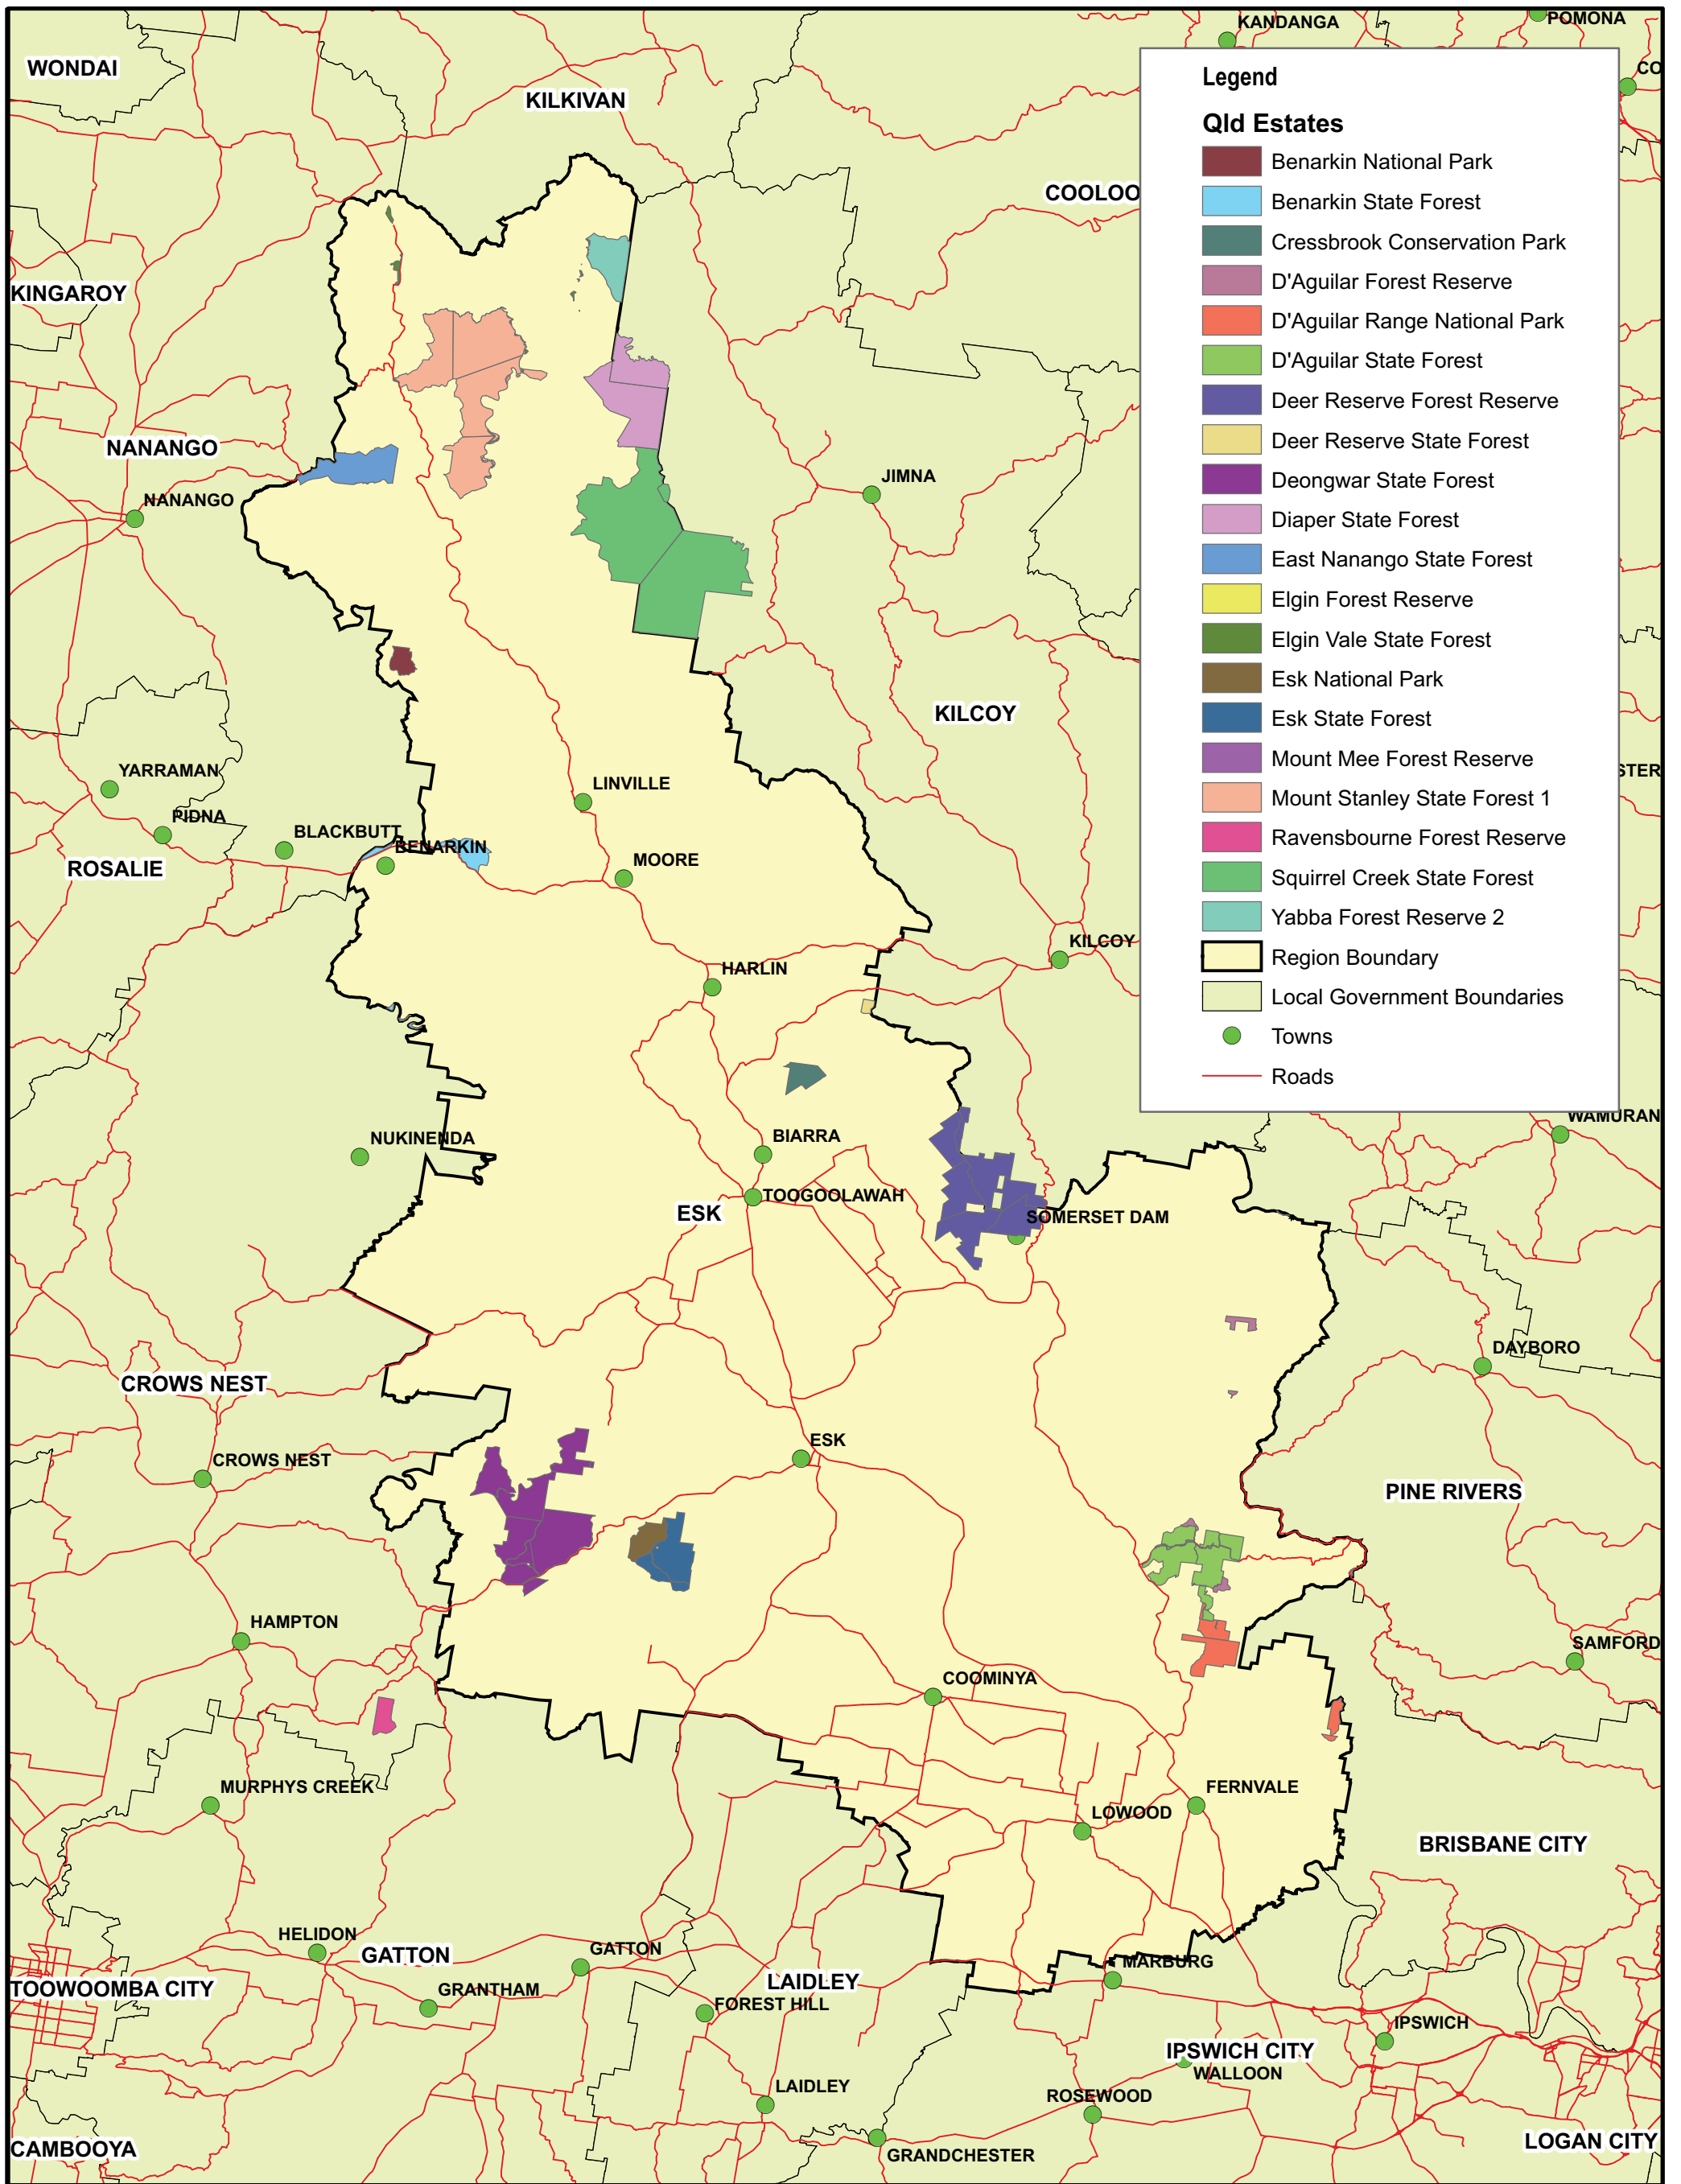 KANDANGA
POMONA
WONDAI
CO
KILKIVAN
COOLOO
KINGAROY
NANANGO
NANANGO
JIMNA
KILCOY
YARRAMAN
STER
LINVILLE
PIDNA
BLACKBUTT
BENARKIN
ROSALIE
MOORE
KILCOY
HARLIN
WAMURAN
NUKINENDA
BIARRA
TOOGOOLAWAH
ESK
SOMERSET DAM
DAYBORO
CROWS NEST
ESK
CROWS NEST
PINE RIVERS
HAMPTON
SAMFORD
COOMINYA
MURPHYS CREEK
FERNVALE
LOWOOD
BRISBANE CITY
HELIDON
GATTON
GATTON
MARBURG
TOOWOOMBA CITY
LAIDLEY
GRANTHAM
FOREST HILL
IPSWICH
IPSWICH CITY
WALLOON
LAIDLEY
ROSEWOOD
CAMBOOYA
GRANDCHESTER
LOGAN CITY
Legend
Qld Estates
Benarkin National Park
Benarkin State Forest
Cressbrook Conservation Park
D'Aguilar Forest Reserve
D'Aguilar Range National Park
D'Aguilar State Forest
Deer Reserve Forest Reserve
Deer Reserve State Forest
Deongwar State Forest
Diaper State Forest
East Nanango State Forest
Elgin Forest Reserve
Elgin Vale State Forest
Esk National Park
Esk State Forest
Mount Mee Forest Reserve
Mount Stanley State Forest 1
Ravensbourne Forest Reserve
Squirrel Creek State Forest
Yabba Forest Reserve 2
Region Boundary
Local Government Boundaries
Towns
Roads